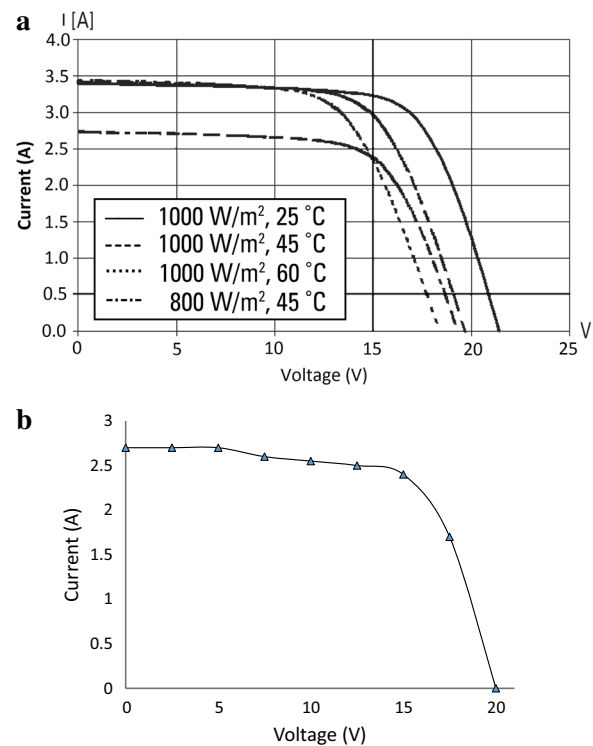 a
I [A]
4.0
3.5
3.0
2.5
2.0
1.5
1.0
0.5
0.0
Current (A)
1000 W/m², 25 °C
1000 W/m², 45 °C
1000 W/m², 60 °C
800 W/m², 45 °C
0 5 10 15 20 25
V
Voltage (V)
b
3
2.5
2
1.5
1
0.5
0
Current (A)
0 5 10 15 20
Voltage (V)